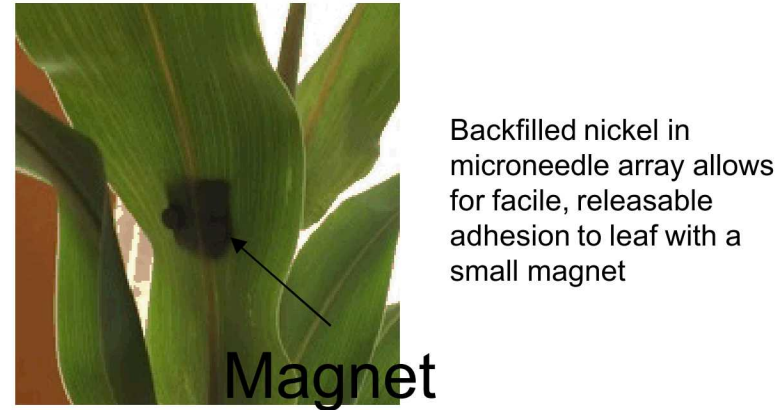 Backfilled nickel in
microneedle array allows
for facile, releasable
adhesion to leaf with a
small magnet
Magnet